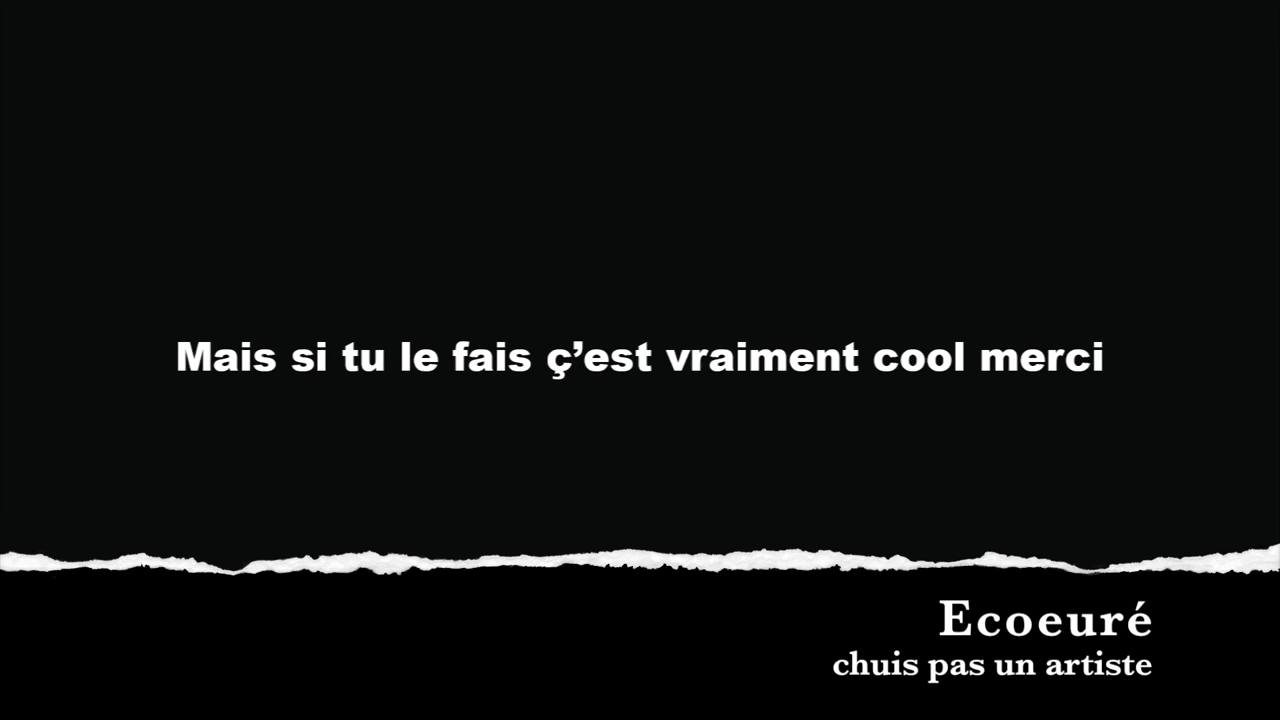 Mais si tu le fais ç’est vraiment cool merci
Ecoeuré
chuis pas un artiste